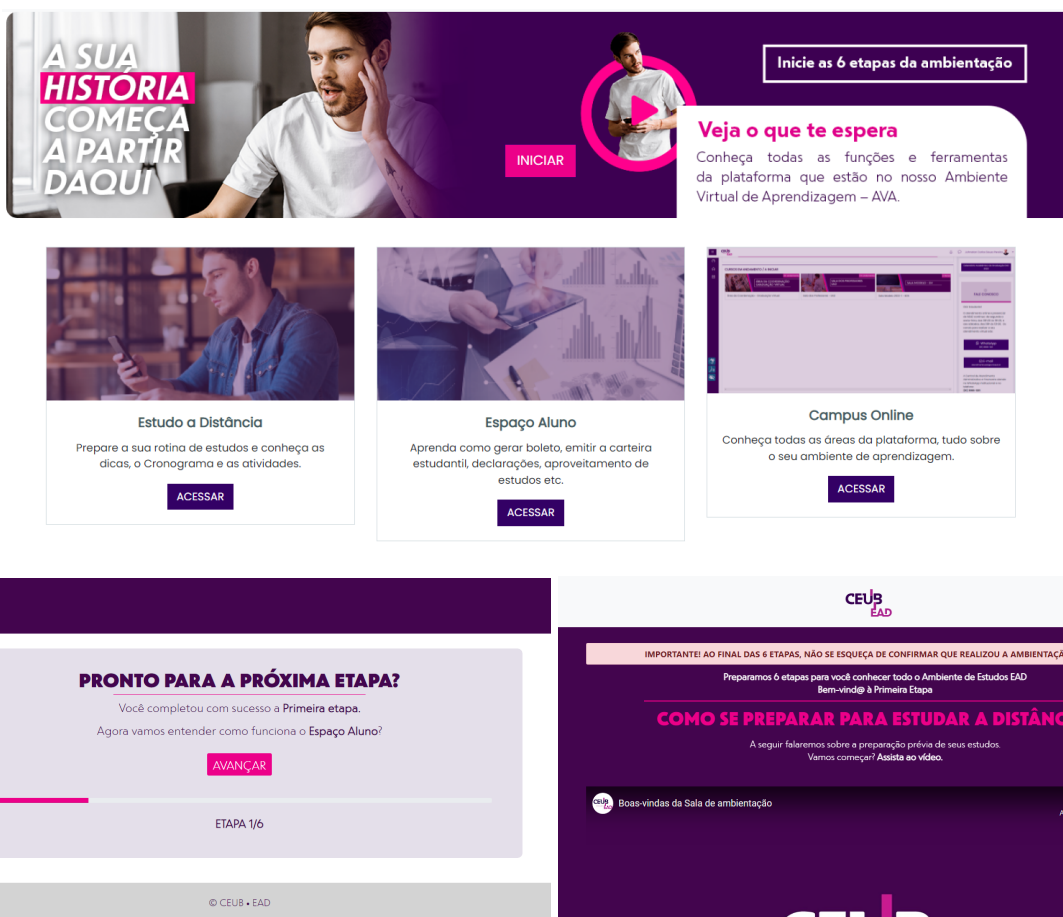 A SUA
HISTÓRIA
COMEÇA
A PARTIR
DAQUI
INICIAR
Inicie as 6 etapas da ambientação
Veja o que te espera
Conheça todas as funções e ferramentas
da plataforma que estão no nosso Ambiente
Virtual de Aprendizagem – AVA.
Estudo a Distância
Prepare a sua rotina de estudos e conheça as
dicas, o Cronograma e as atividades.
ACESSAR
Espaço Aluno
Aprenda como gerar boleto, emitir a carteira
estudantil, declarações, aproveitamento de
estudos etc.
ACESSAR
Campus Online
Conheça todas as áreas da plataforma, tudo sobre
o seu ambiente de aprendizagem.
ACESSAR
PRONTO PARA A PRÓXIMA ETAPA?
Você completou com sucesso a Primeira etapa.
Agora vamos entender como funciona o Espaço Aluno?
AVANÇAR
ETAPA 1/6
© CEUB • EAD
CEUB
EAD
IMPORTANTE! AO FINAL DAS 6 ETAPAS, NÃO SE ESQUEÇA DE CONFIRMAR QUE REALIZOU A AMBIENTAÇÃ
Preparamos 6 etapas para você conhecer todo o Ambiente de Estudos EAD
Bem-vind@ à Primeira Etapa
COMO SE PREPARAR PARA ESTUDAR A DISTÂNC
A seguir falaremos sobre a preparação prévia de seus estudos.
Vamos começar? Assista ao vídeo.
Boas-vindas da Sala de ambientação